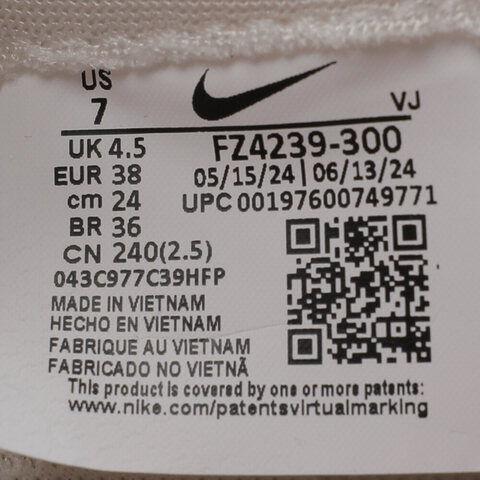 US
7
VJ
UK 4.5
FZ4239-300
EUR 38
05/15/24 | 06/13/24
cm 24
UPC 00197600749771
BR 36
CN 240(2.5)
043C977C39HFP
MADE IN VIETNAM
HECHO EN VIETNAM
FABRIQUE AU VIETNAM
FABRICADO NO VIETNÃ
This product is covered by one or more patents:
www.nike.com/patentsvirtualmarking